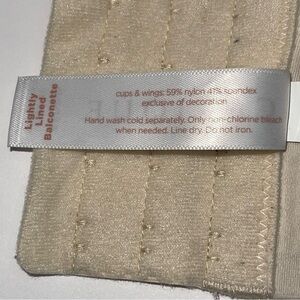 Lightly
Lined
Balconette
cups & wings: 59% nylon 41% spandex
exclusive of decoration
Hand wash cold separately. Only non-chlorine bleach
when needed. Line dry. Do not iron.